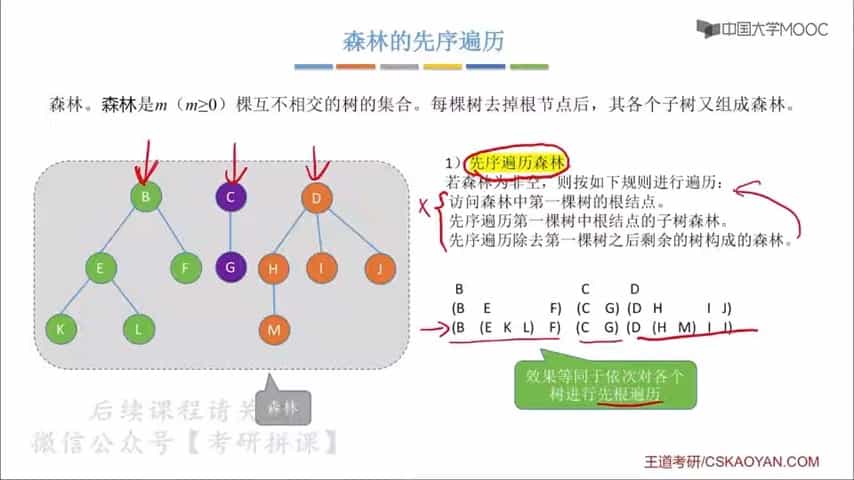 中国大学MOOC
森林的先序遍历
森林。森林是m（m≥0）棵互不相交的树的集合。每棵树去掉根节点后，其各个子树又组成森林。
1）先序遍历森林
若森林为非空，则按如下规则进行遍历：
访问森林中第一棵树的根结点。
先序遍历第一棵树中根结点的子树森林。
先序遍历除去第一棵树之后剩余的树构成的森林。
B C D
E F G H I J
K L M
B C D
(B E F) (C G) (D H I J)
(B (E K L) F) (C G) (D (H M) I J)
效果等同于依次对各个
树进行先根遍历
森林
后续课程请关
微信公众号【考研拼课】
王道考研/CSKAOYAN.COM